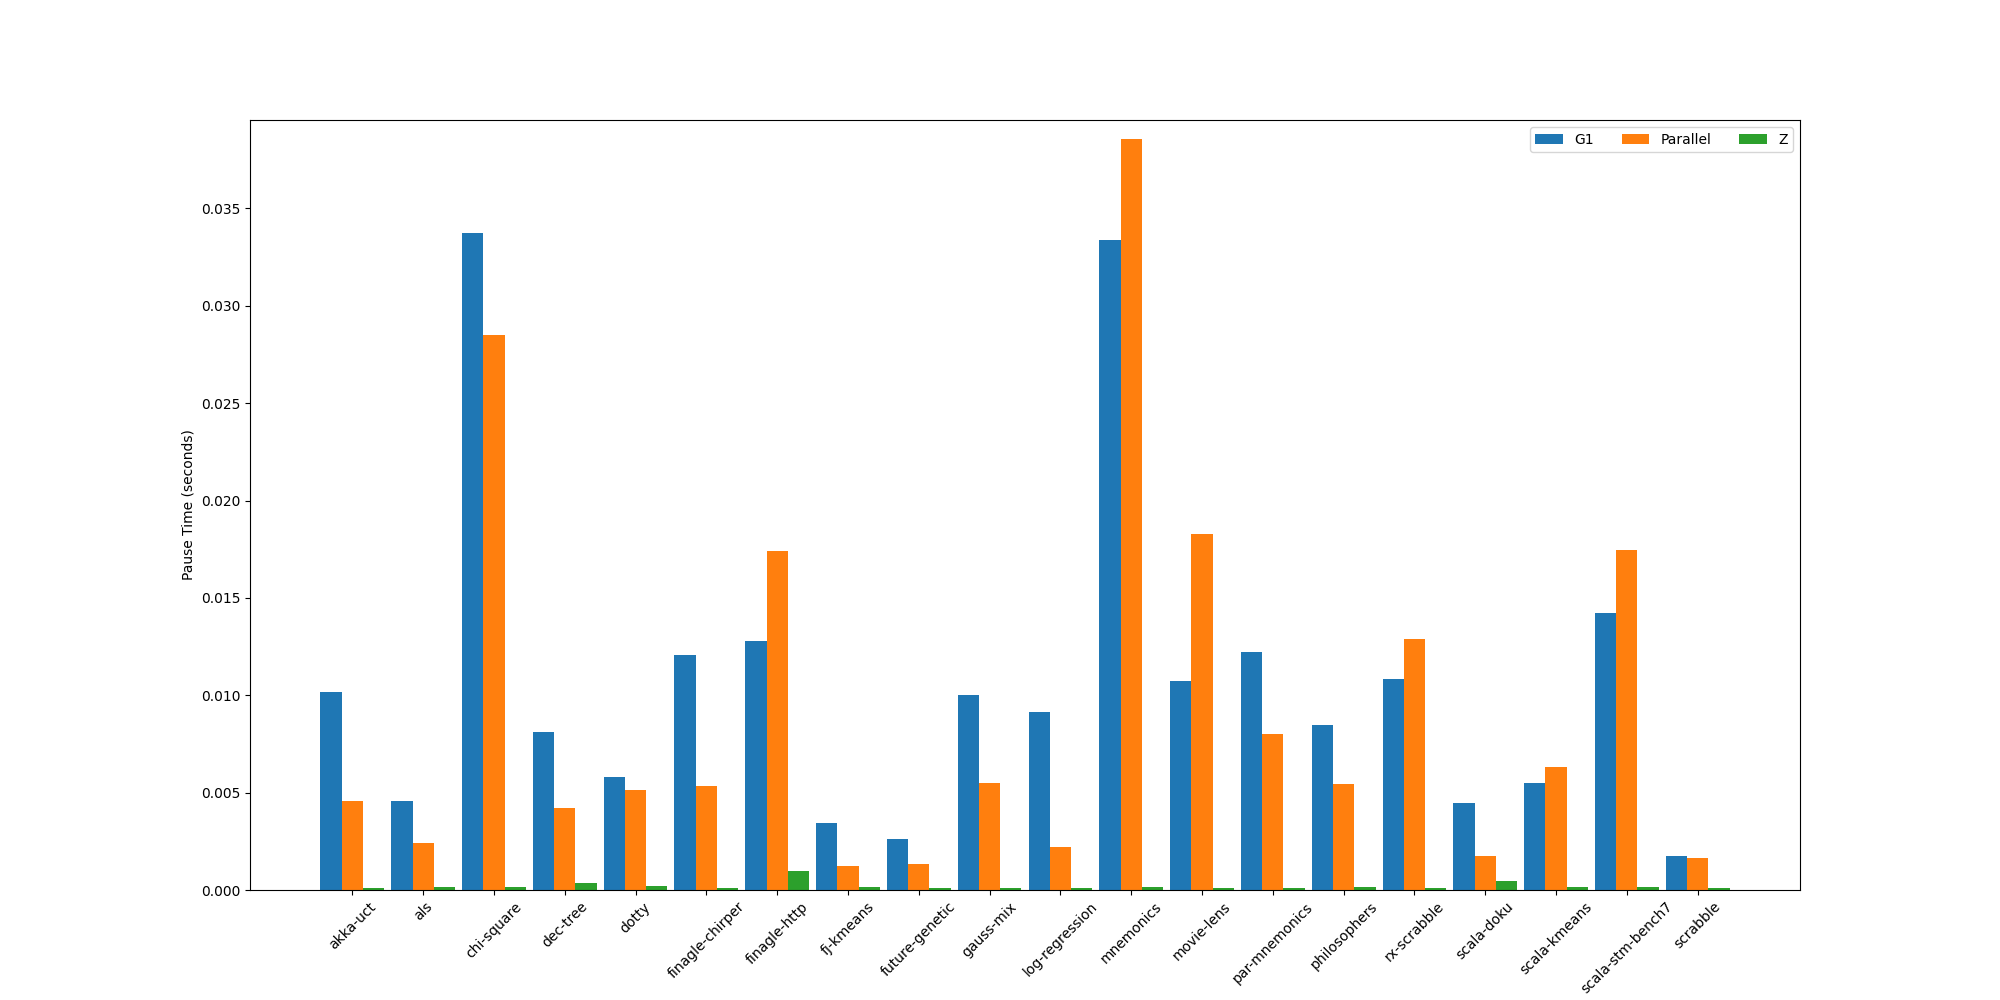 G1 Parallel Z
Pause Time (seconds)
0.035
0.030
0.025
0.020
0.015
0.010
0.005
0.000
akka-uct
als
chi-square
dec-tree
dotty
finagle-chirper
finagle-http
fj-kmeans
future-genetic
gauss-mix
log-regression
mnemonics
movie-lens
par-mnemonics
philosophers
rx-scrabble
scala-doku
scala-kmeans
scala-stm-bench7
scrabble